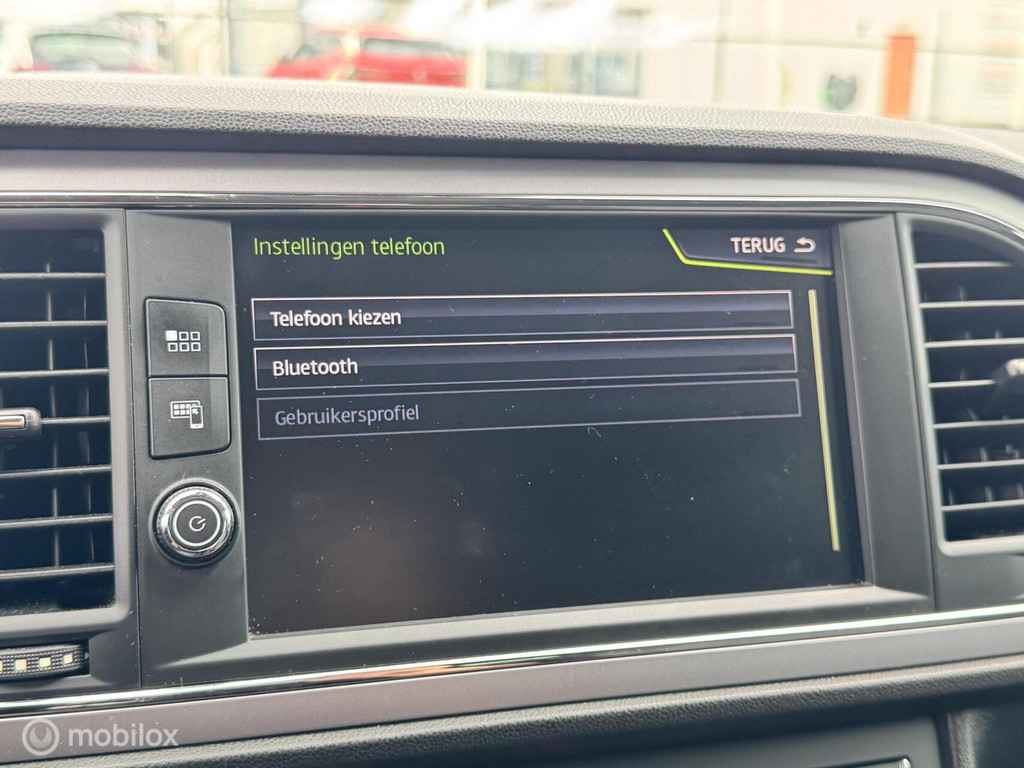 Instellingen telefoon
TERUG
Telefoon kiezen
Bluetooth
Gebruikersprofiel
mobilox